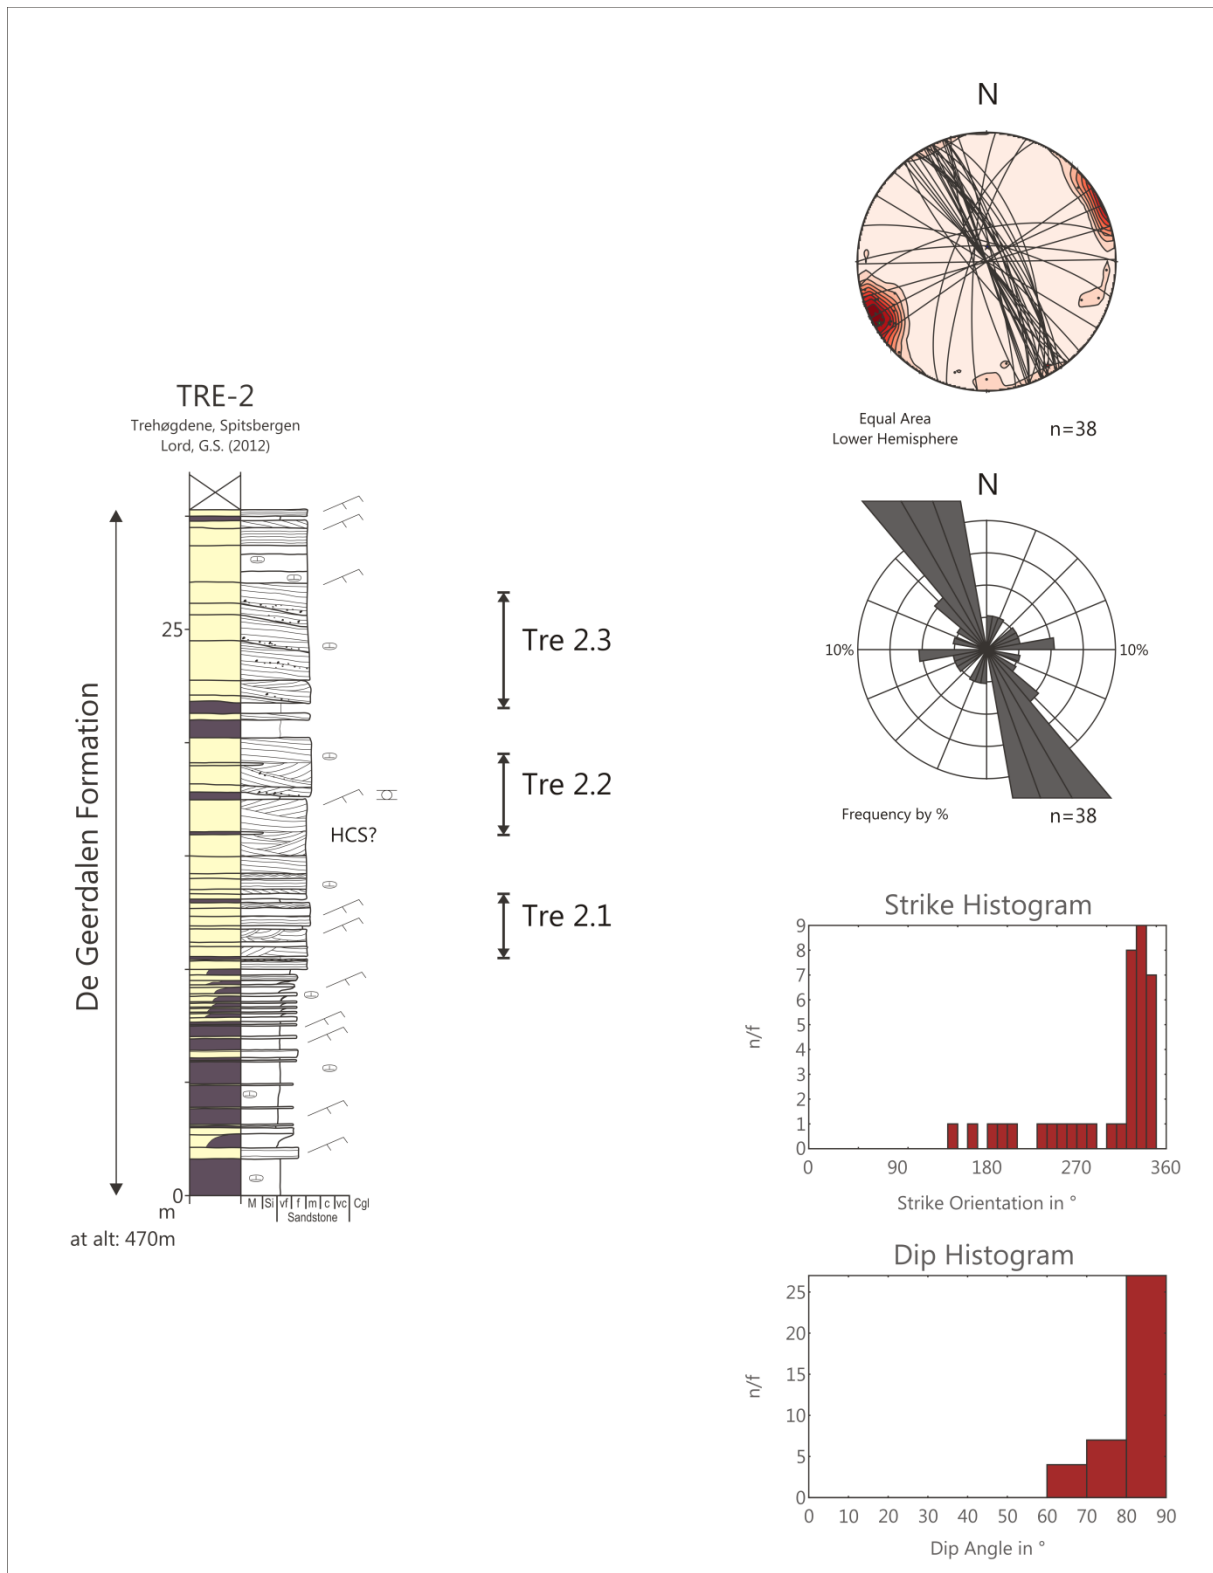 TRE-2
Trehøgdene, Spitsbergen
Lord, G.S. (2012)
De Geerdalen Formation
25
0
m
at alt: 470m
M Si vf f m c vc Cgl
Sandstone
HCS?
Tre 2.3
Tre 2.2
Tre 2.1
N
Equal Area
Lower Hemisphere
n=38
N
10%
10%
Frequency by %
n=38
Strike Histogram
9
8
7
6
5
4
3
2
1
0
n/f
0 90 180 270 360
Strike Orientation in °
Dip Histogram
25
20
15
10
5
0
n/f
0 10 20 30 40 50 60 70 80 90
Dip Angle in °